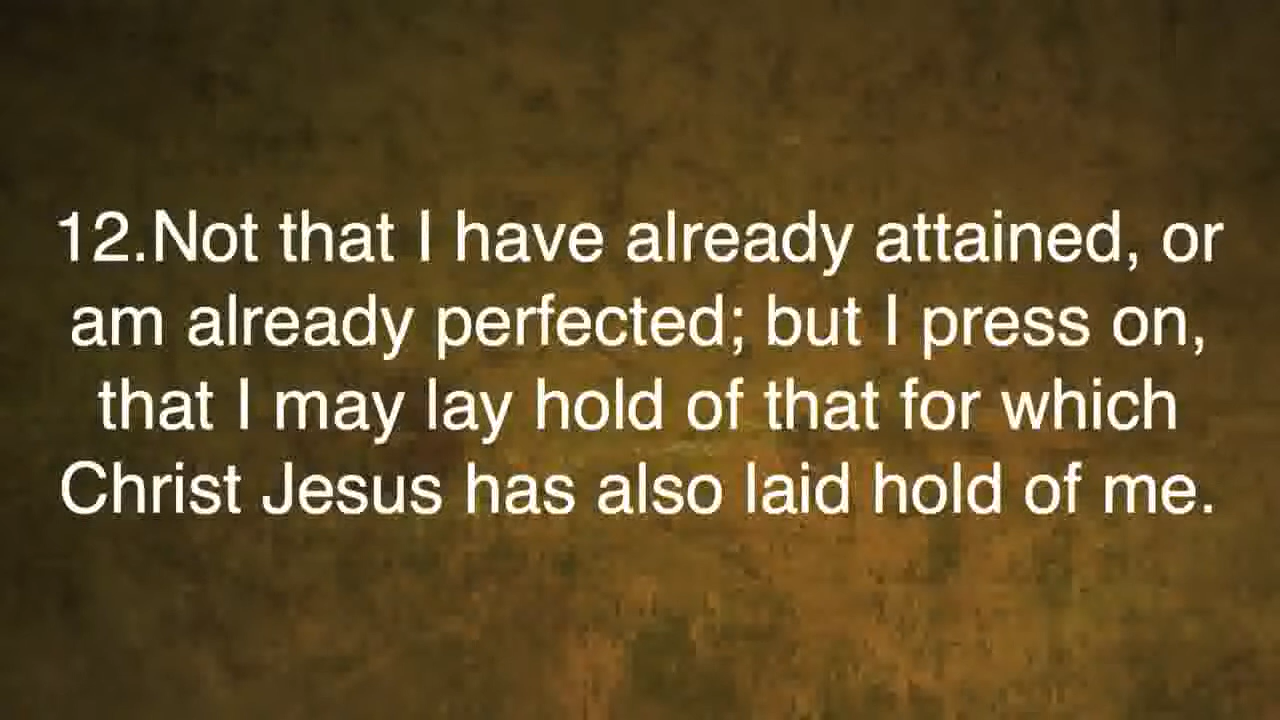 12.Not that I have already attained, or
am already perfected; but I press on,
that I may lay hold of that for which
Christ Jesus has also laid hold of me.